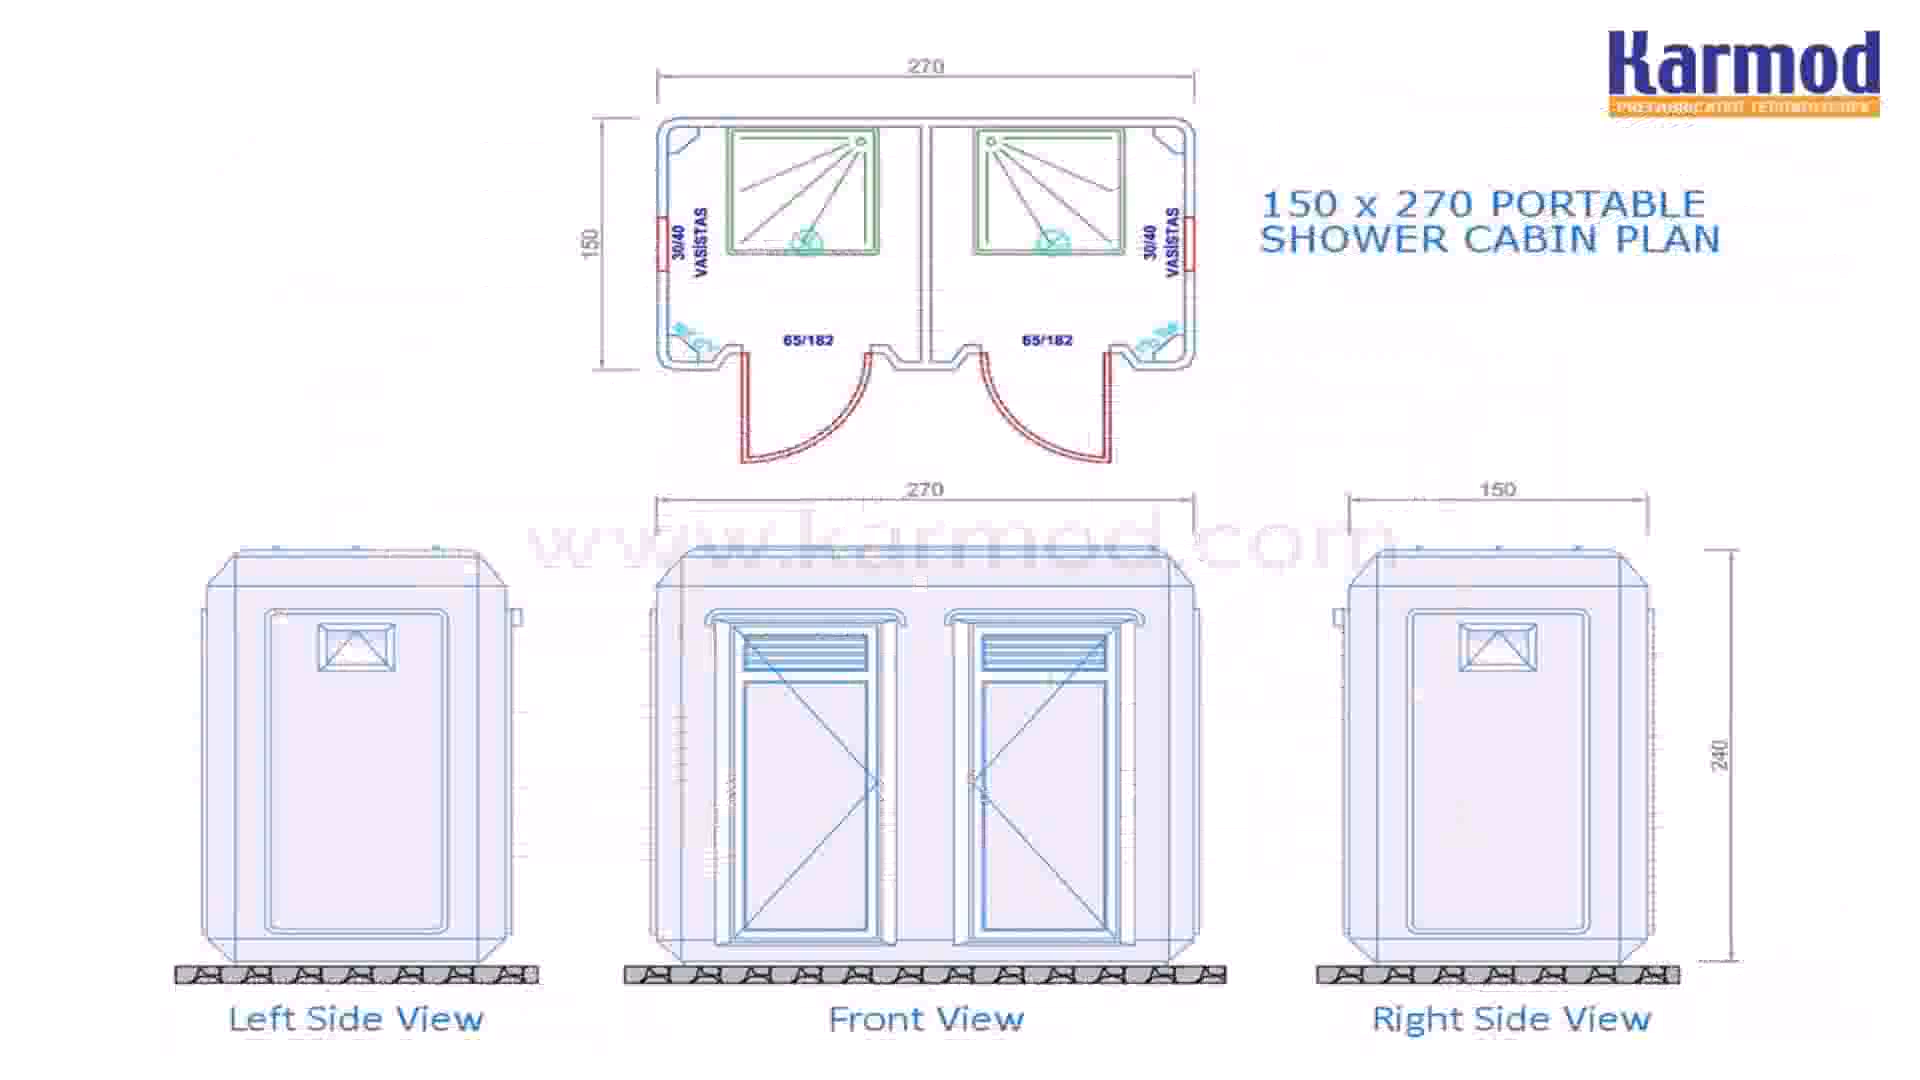 Karmod
270
150
30/40
VASİSTAS
30/40
VASİSTAS
65/182
65/182
150 x 270 PORTABLE
SHOWER CABIN PLAN
270
150
www.karmod.com
240
Left Side View
Front View
Right Side View